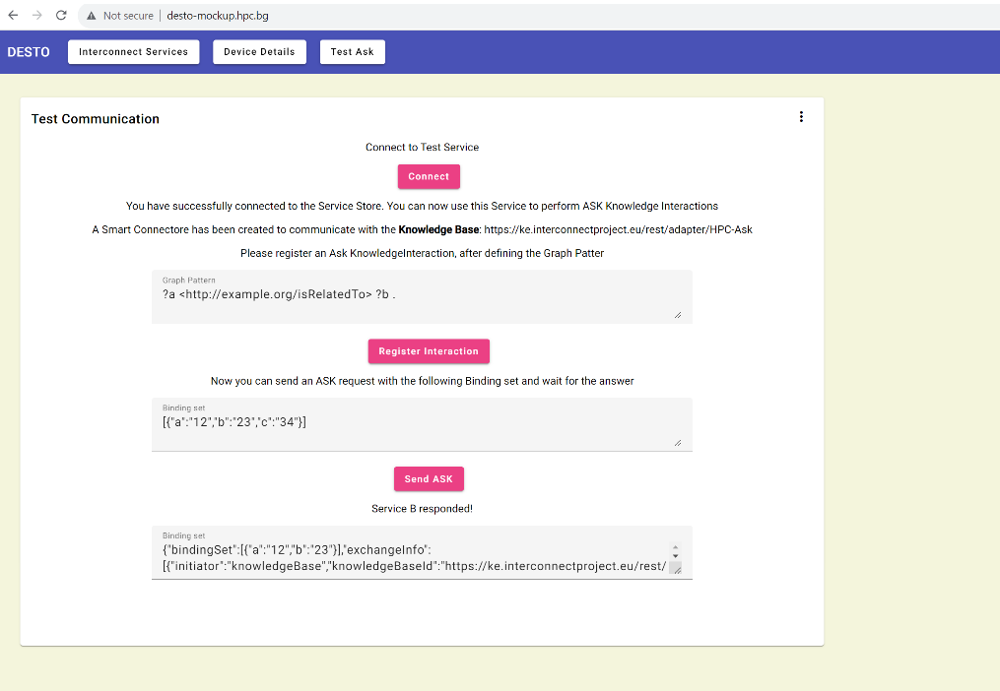 Not secure | desto-mockup.hpc.bg
DESTO Interconnect Services Device Details Test Ask
Test Communication
Connect to Test Service
Connect
You have successfully connected to the Service Store. You can now use this Service to perform ASK Knowledge Interactions
A Smart Connectore has been created to communicate with the Knowledge Base: https://ke.interconnectproject.eu/rest/adapter/HPC-Ask
Please register an Ask KnowledgeInteraction, after defining the Graph Patter
Graph Pattern
?a <http://example.org/isRelatedTo> ?b .
Register Interaction
Now you can send an ASK request with the following Binding set and wait for the answer
Binding set
[{"a":"12","b":"23","c":"34"}]
Send ASK
Service B responded!
Binding set
{"bindingSet":[{"a":"12","b":"23"}],"exchangeInfo":
[{"initiator":"knowledgeBase","knowledgeBaseId":"https://ke.interconnectproject.eu/rest/